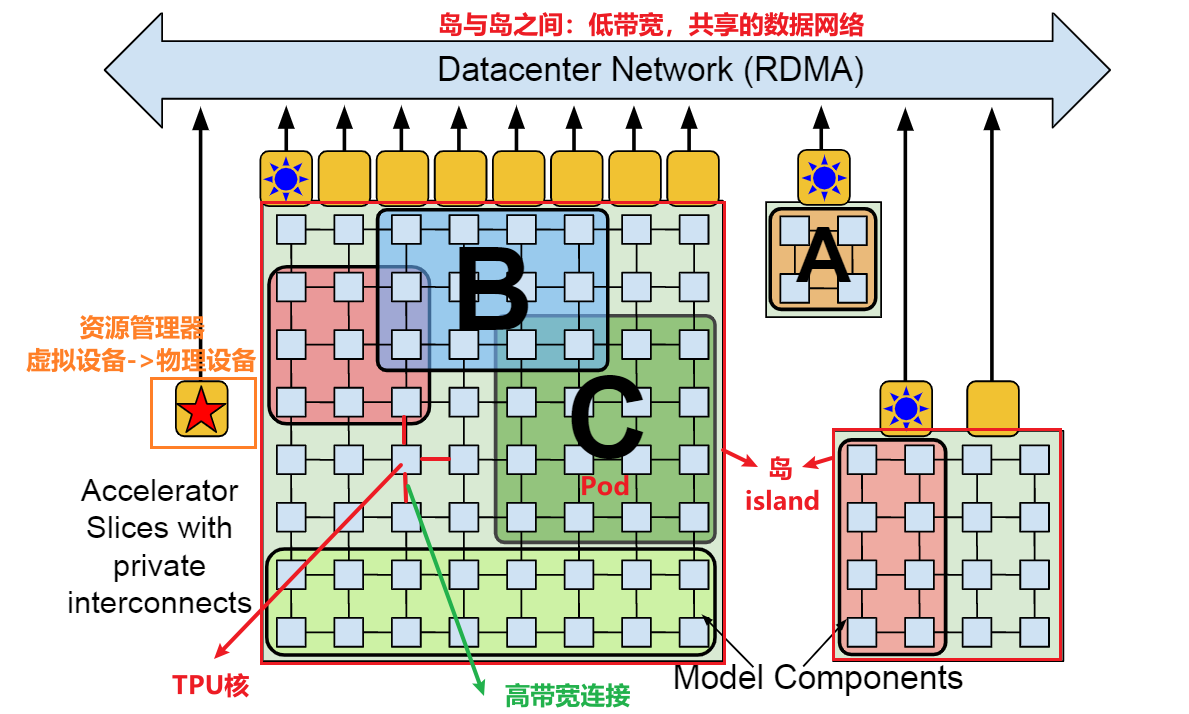 岛与岛之间：低带宽，共享的数据网络
Datacenter Network (RDMA)
B
A
资源管理器
虚拟设备->物理设备
C
Pod
岛
island
Accelerator
Slices with
private
interconnects
TPU核
高带宽连接
Model Components